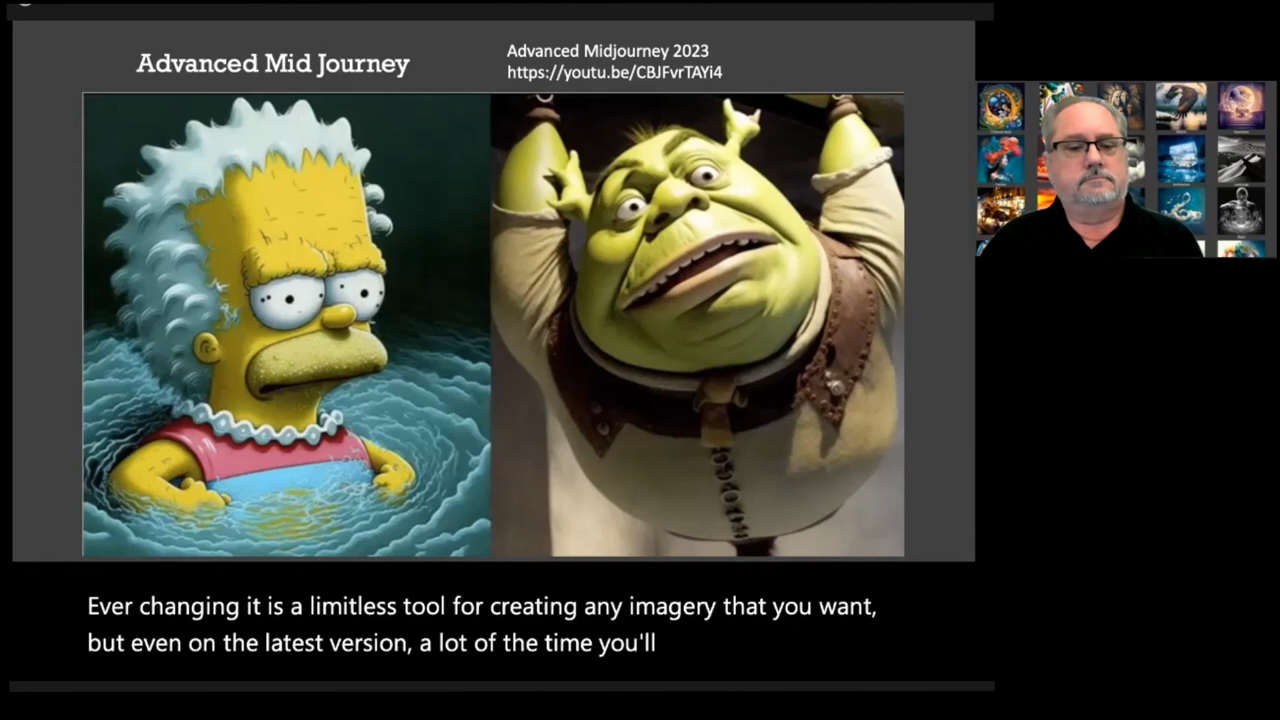 Advanced Mid Journey
Advanced Midjourney 2023
https://youtu.be/CBJFvrTAYi4
Ever changing it is a limitless tool for creating any imagery that you want,
but even on the latest version, a lot of the time you'll